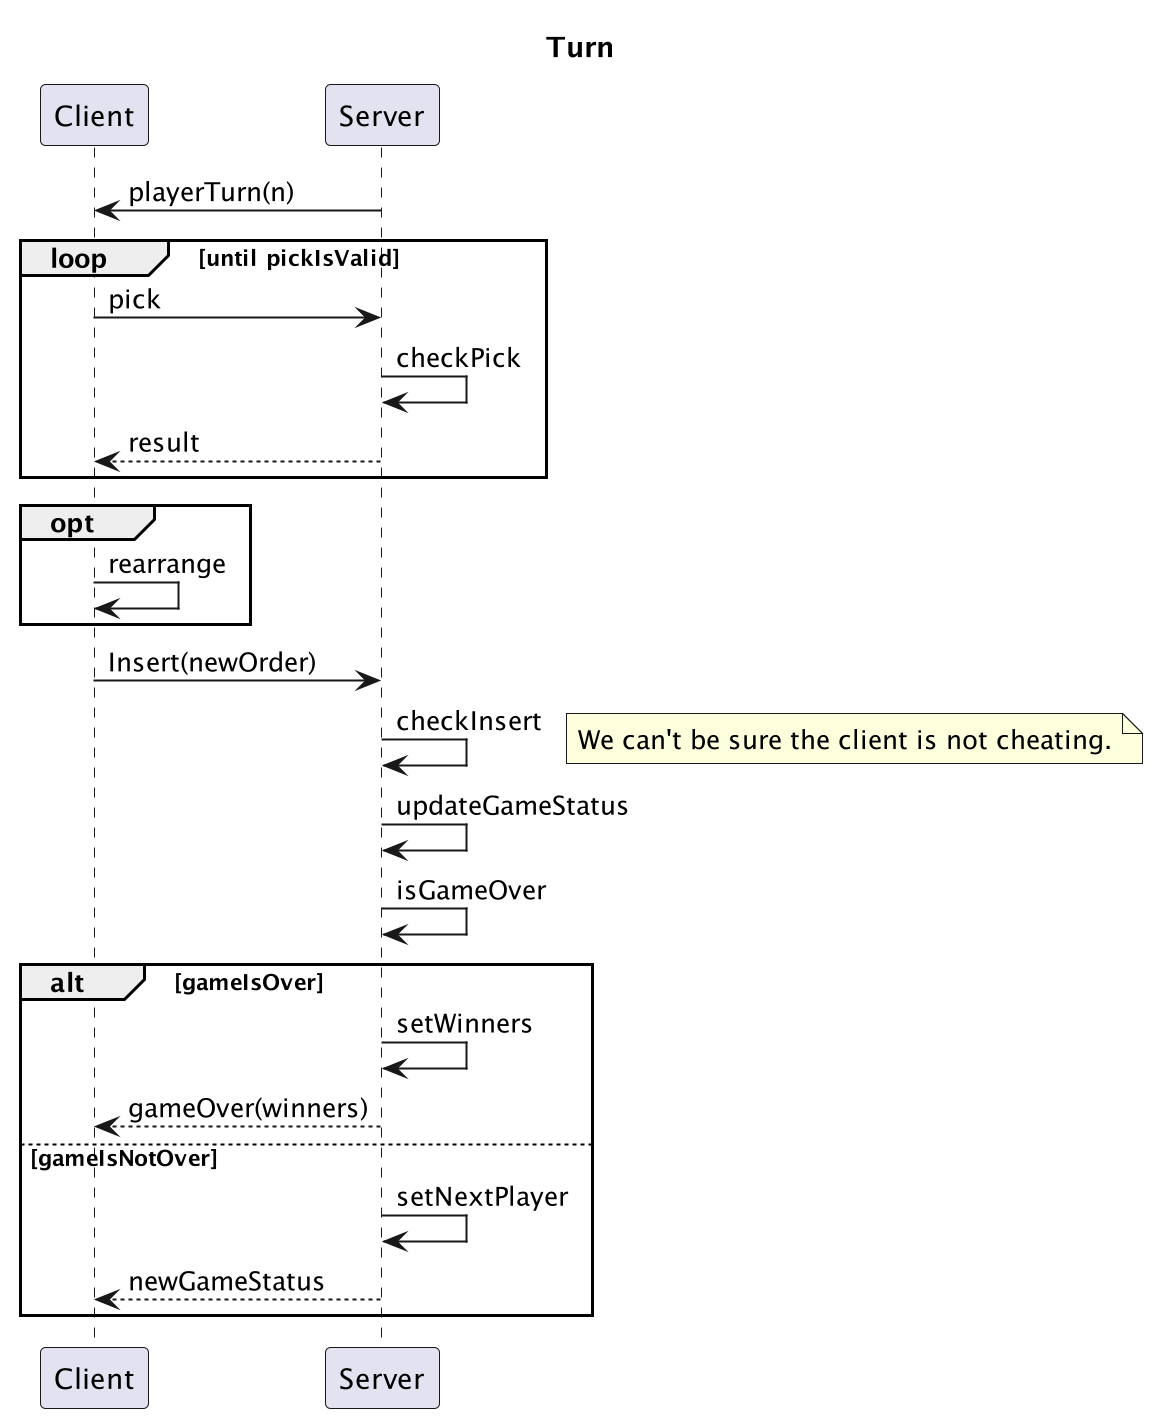 Turn
Client
Server
playerTurn(n)
loop
[until pickIsValid]
pick
checkPick
result
opt
rearrange
Insert(newOrder)
checkInsert
We can't be sure the client is not cheating.
updateGameStatus
isGameOver
alt
[gameIsOver]
setWinners
gameOver(winners)
[gameIsNotOver]
setNextPlayer
newGameStatus
Client
Server